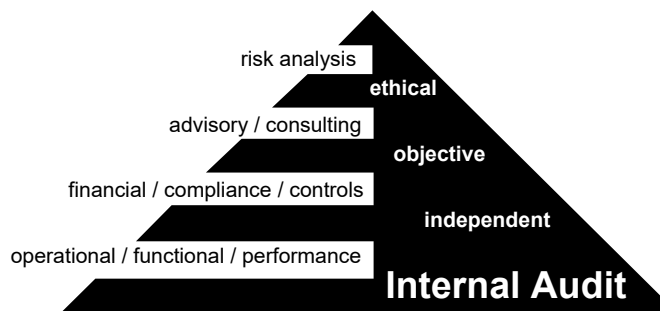 risk analysis
ethical
advisory / consulting
objective
financial / compliance / controls
independent
operational / functional / performance
Internal Audit